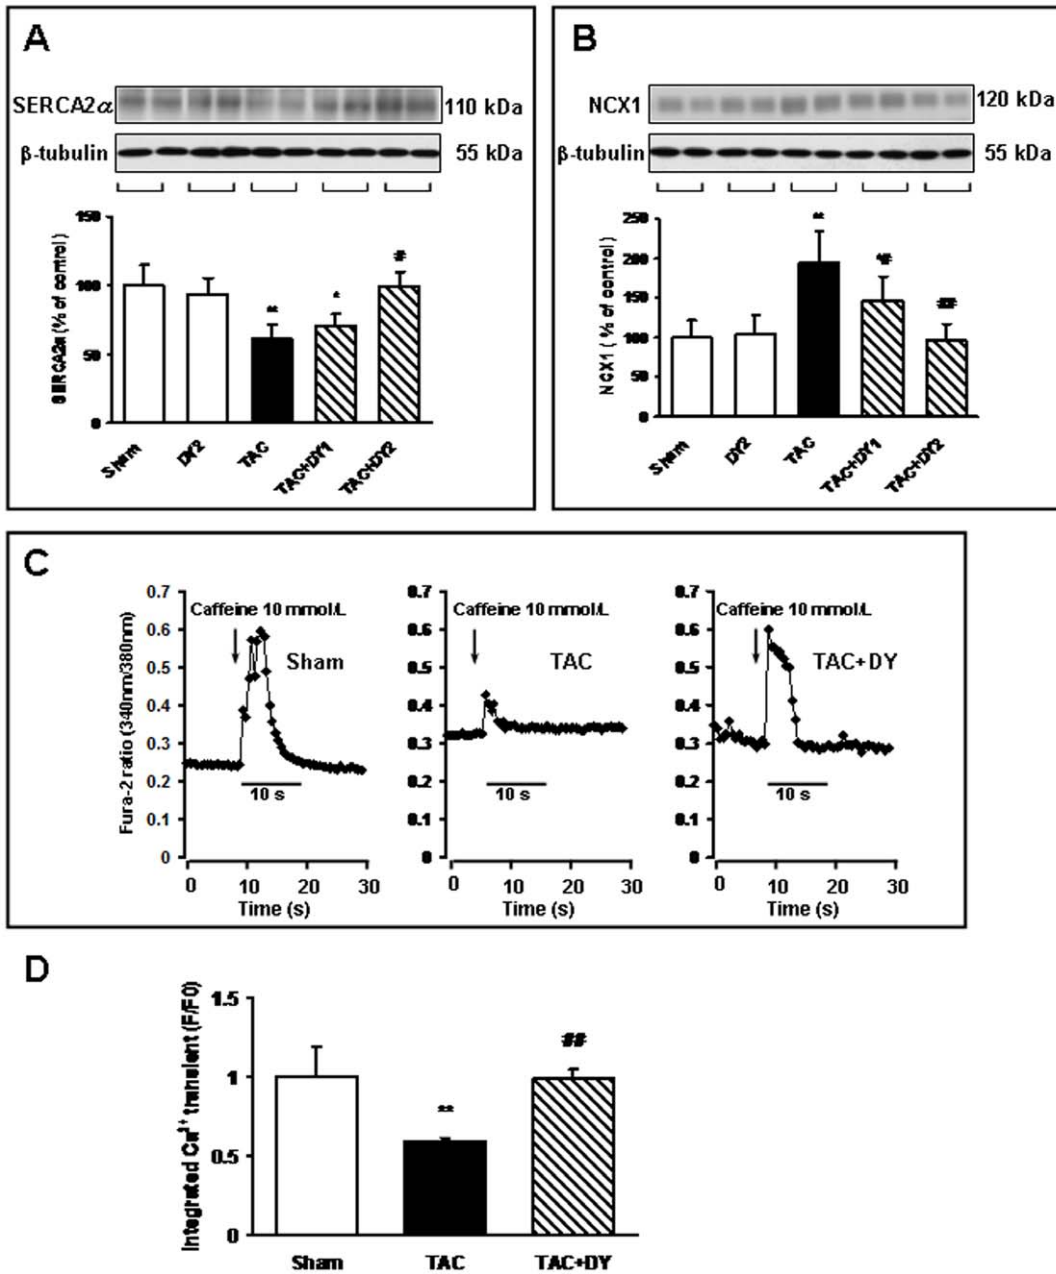 A
SERCA2α 110 kDa
β-tubulin 55 kDa
SERCA2α (% of control)
150
100
50
0
**
*
#
Sham
DY2
TAC
TAC+DY1
TAC+DY2
B
NCX1 120 kDa
β-tubulin 55 kDa
NCX1 ( % of control )
250
200
150
100
50
0
**
*#
##
Sham
DY2
TAC
TAC+DY1
TAC+DY2
C
Fura-2 ratio (340nm/380nm)
0.7
0.6
0.5
0.4
0.3
0.2
0.1
0
Caffeine 10 mmol/L
Sham
10 s
0 10 20 30
Time (s)
0.7
0.6
0.5
0.4
0.3
0.2
0.1
0
Caffeine 10 mmol/L
TAC
10 s
0 10 20 30
Time (s)
0.7
0.6
0.5
0.4
0.3
0.2
0.1
0
Caffeine 10 mmol/L
TAC+DY
10 s
0 10 20 30
Time (s)
D
Integrated Ca²⁺ transient (F/F0)
1.5
1
0.5
0
**
##
Sham TAC TAC+DY